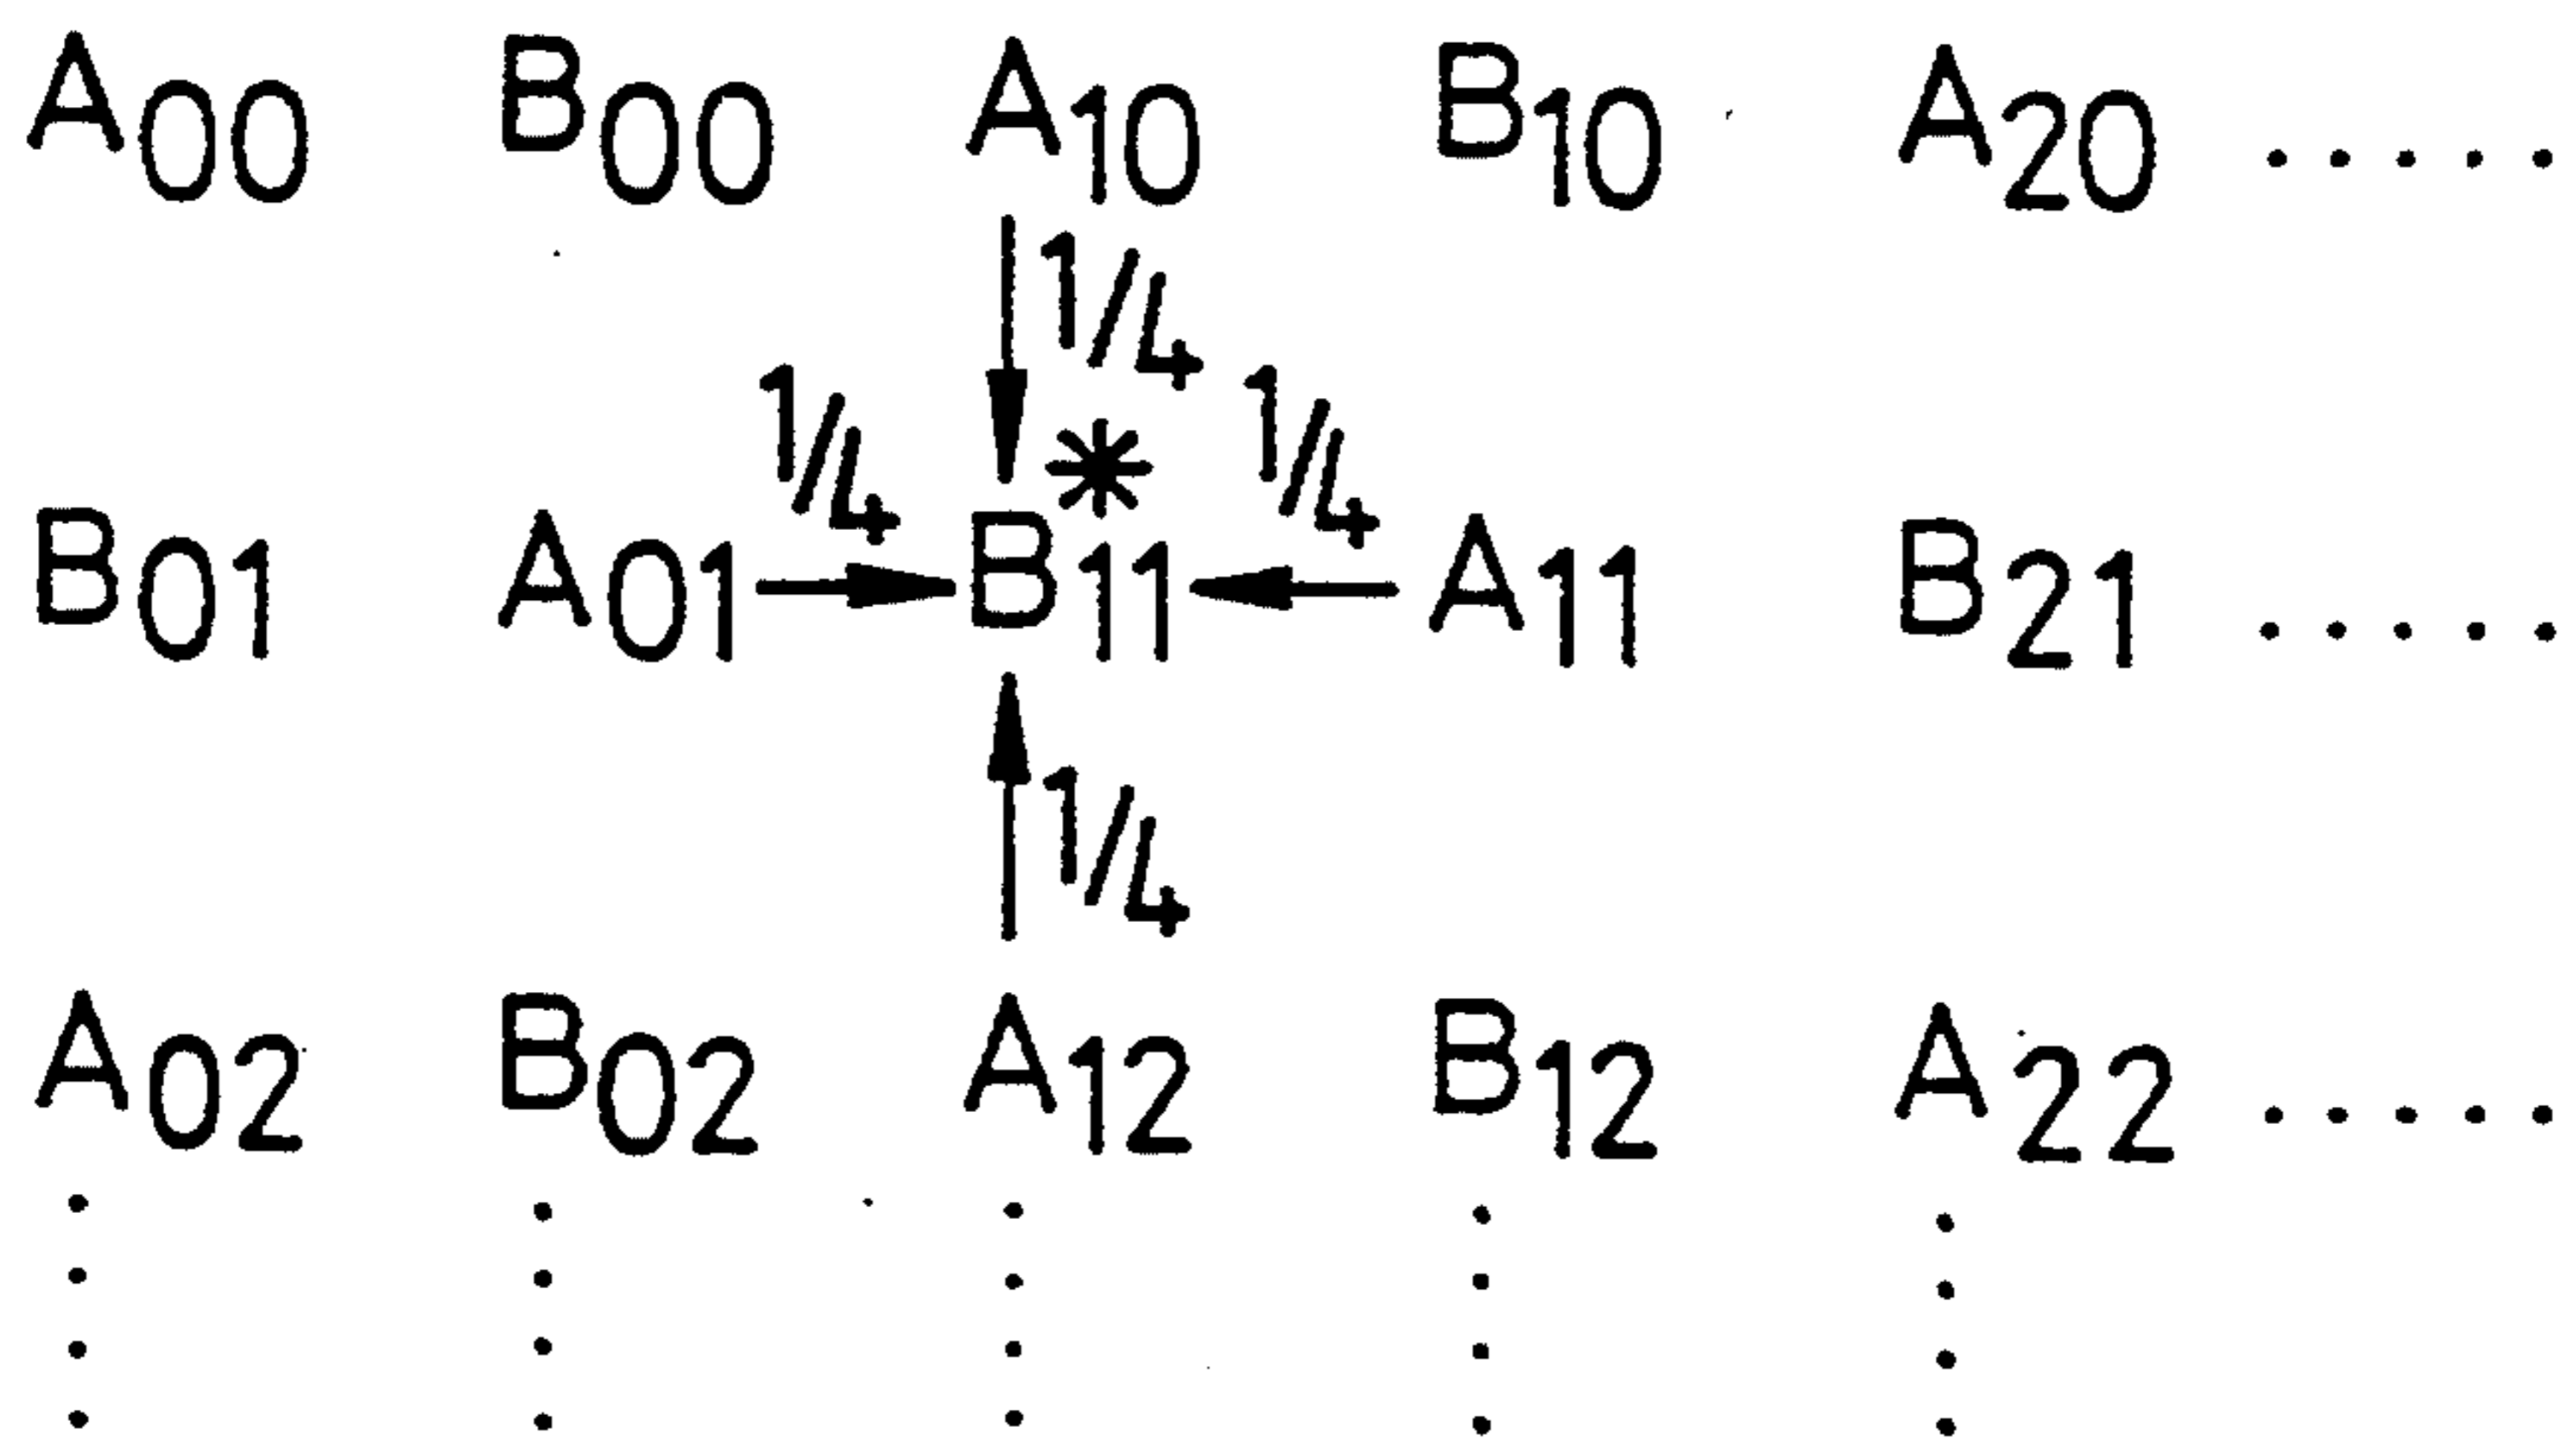 A00 B00 A10 B10 A20 .....
1/4
1/4 * 1/4
B01 A01 B11 A11 B21 .....
1/4
A02 B02 A12 B12 A22 .....